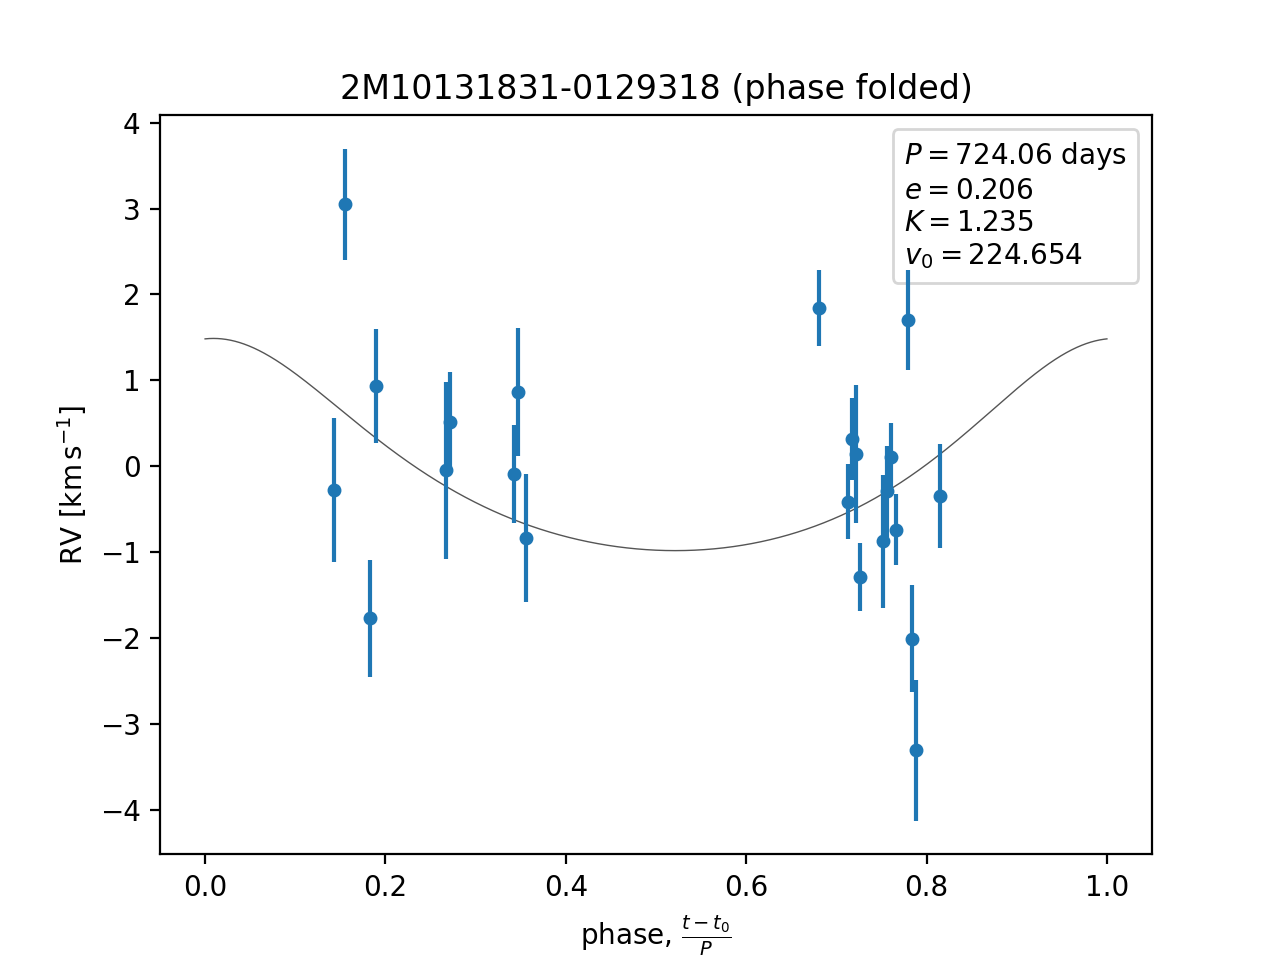 2M10131831-0129318 (phase folded)
P = 724.06 days
e = 0.206
K = 1.235
v₀ = 224.654
4
3
2
1
0
−1
−2
−3
−4
RV [km s⁻¹]
0.0 0.2 0.4 0.6 0.8 1.0
phase, (t − t₀)/P